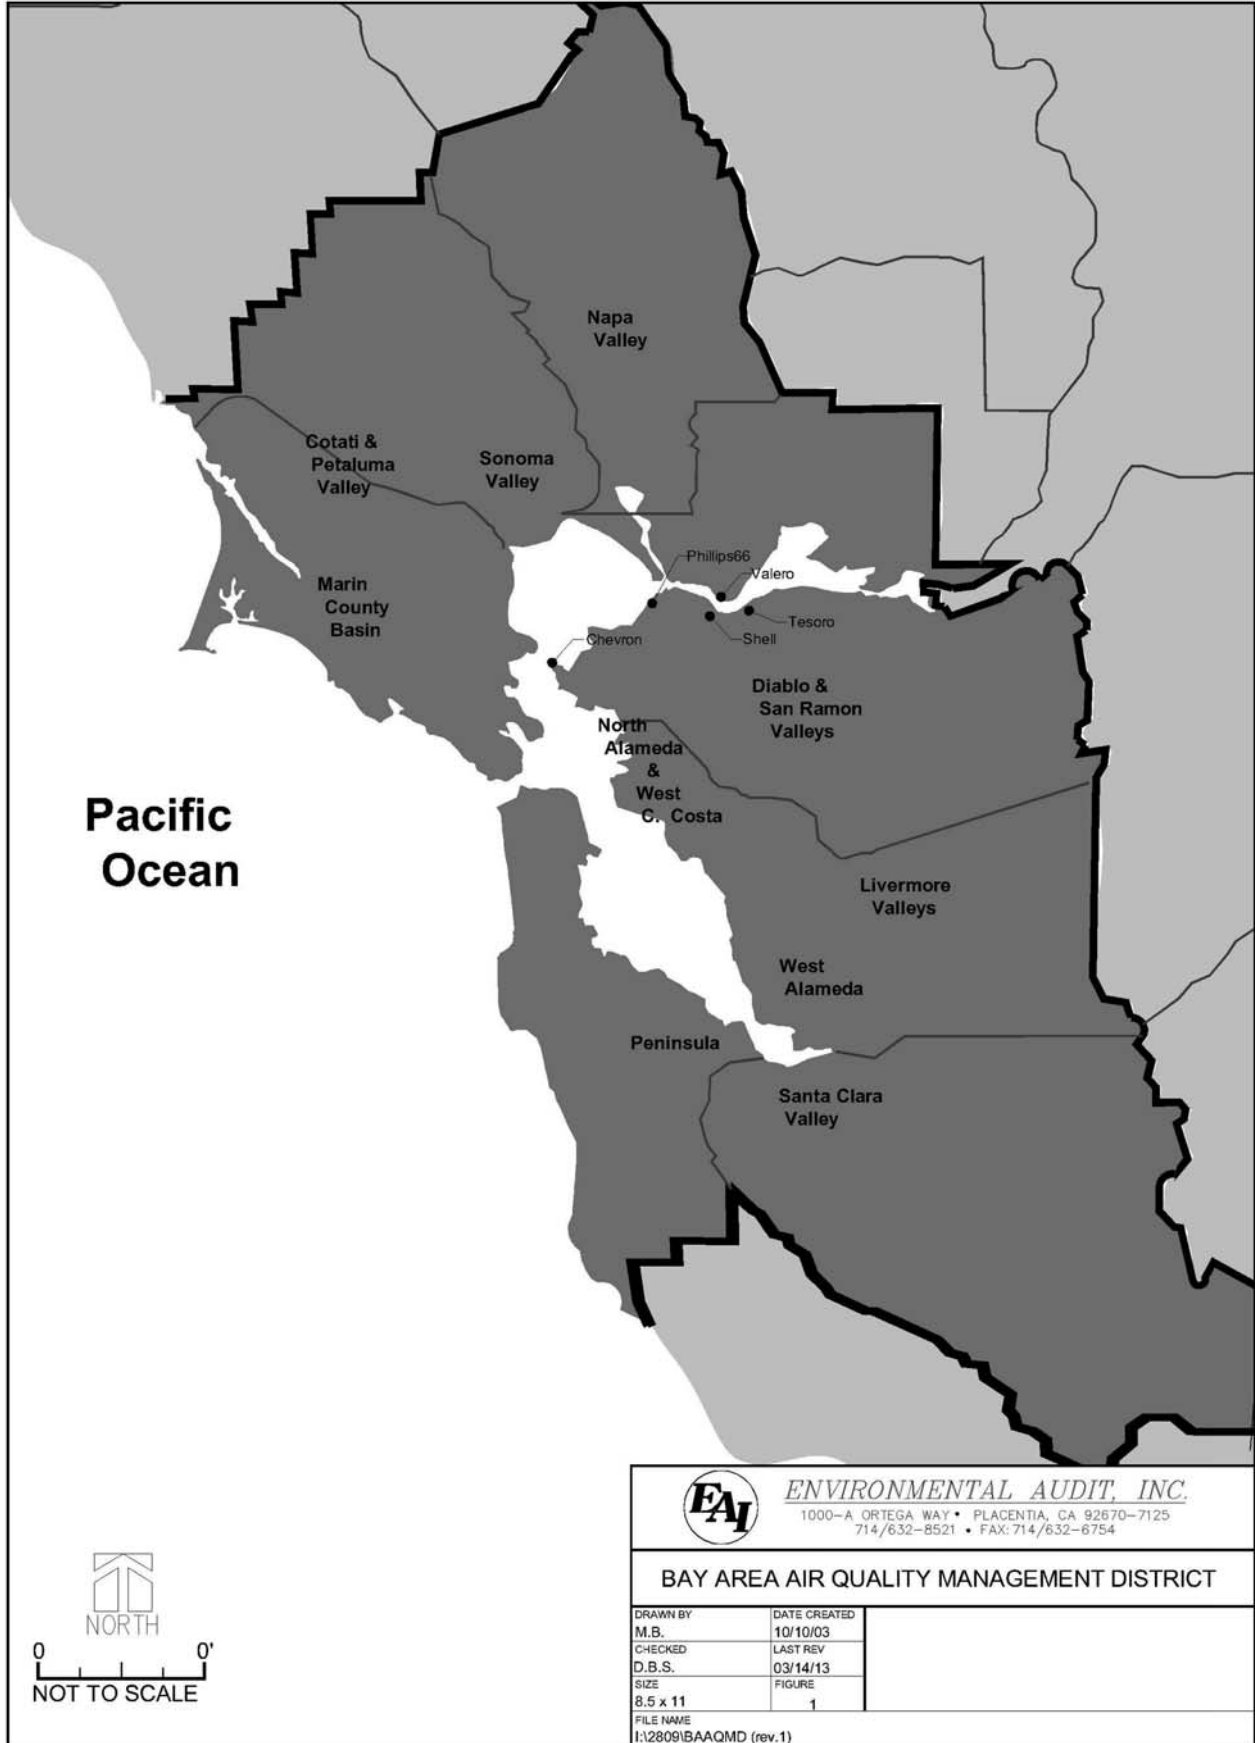 Napa
Valley
Cotati &
Petaluma
Valley
Sonoma
Valley
Phillips66
Valero
Marin
County
Basin
Tesoro
Shell
Chevron
Diablo &
San Ramon
Valleys
North
Alameda
&
West
C. Costa
Pacific
Ocean
Livermore
Valleys
West
Alameda
Peninsula
Santa Clara
Valley
EAI
ENVIRONMENTAL AUDIT, INC.
1000-A ORTEGA WAY • PLACENTIA, CA 92670-7125
714/632-8521 • FAX: 714/632-6754
BAY AREA AIR QUALITY MANAGEMENT DISTRICT
DRAWN BY
M.B.
DATE CREATED
10/10/03
CHECKED
D.B.S.
LAST REV
03/14/13
SIZE
8.5 x 11
FIGURE
1
FILE NAME
I:\2809\BAAQMD (rev.1)
NORTH
0 0'
NOT TO SCALE